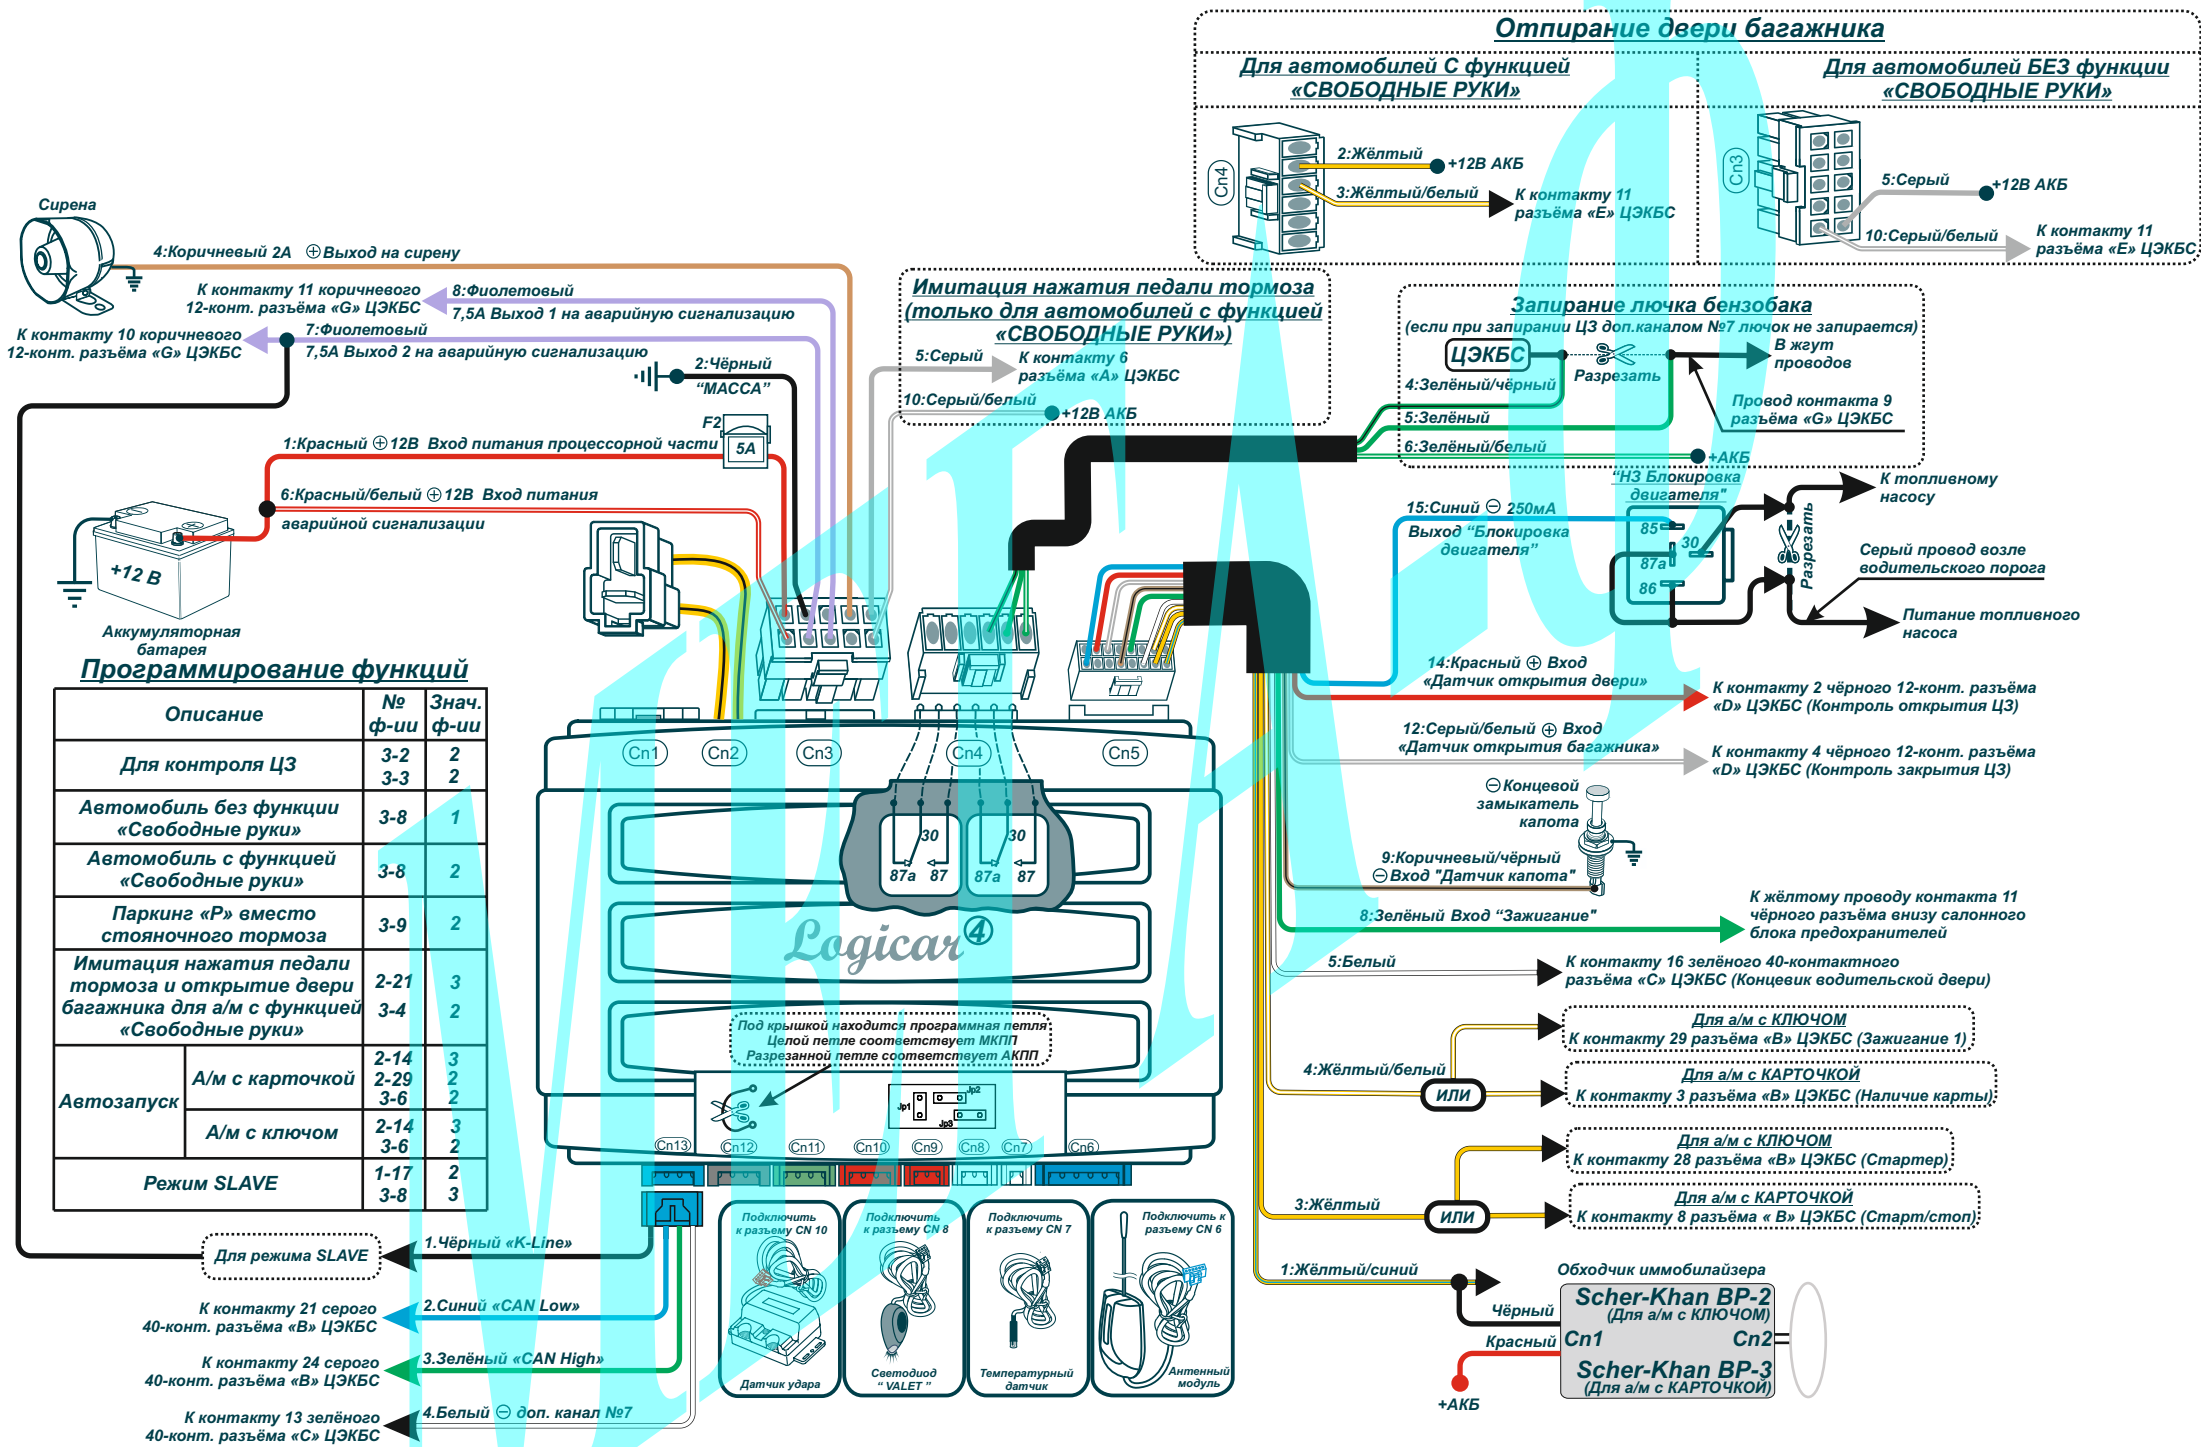 Отпирание двери багажника
Для автомобилей С функцией
«СВОБОДНЫЕ РУКИ»
Для автомобилей БЕЗ функции
«СВОБОДНЫЕ РУКИ»
Cn4
2:Жёлтый
+12В АКБ
3:Жёлтый/белый
К контакту 11
разъёма «Е» ЦЭКБС
Cn3
5:Серый
+12В АКБ
10:Серый/белый
К контакту 11
разъёма «Е» ЦЭКБС
Сирена
4:Коричневый 2А ⊕Выход на сирену
К контакту 11 коричневого
12-конт. разъёма «G» ЦЭКБС
8:Фиолетовый
7,5А Выход 1 на аварийную сигнализацию
К контакту 10 коричневого
12-конт. разъёма «G» ЦЭКБС
7:Фиолетовый
7,5А Выход 2 на аварийную сигнализацию
2:Чёрный
“МАССА”
F2
5А
1:Красный ⊕12В Вход питания процессорной части
6:Красный/белый ⊕12В Вход питания
аварийной сигнализации
+12 В
Аккумуляторная
батарея
Имитация нажатия педали тормоза
(только для автомобилей с функцией
«СВОБОДНЫЕ РУКИ»)
5:Серый
К контакту 6
разъёма «А» ЦЭКБС
10:Серый/белый
+12В АКБ
Запирание лючка бензобака
(если при запирании ЦЗ доп.каналом №7 лючок не запирается)
ЦЭКБС
Разрезать
В жгут
проводов
4:Зелёный/чёрный
5:Зелёный
Провод контакта 9
разъёма «G» ЦЭКБС
6:Зелёный/белый
+АКБ
“НЗ Блокировка
двигателя"
15:Синий ⊖ 250мА
Выход “Блокировка
двигателя”
85
30
87а
86
Разрезать
К топливному
насосу
Серый провод возле
водительского порога
Питание топливного
насоса
14:Красный ⊕ Вход
«Датчик открытия двери»
К контакту 2 чёрного 12-конт. разъёма
«D» ЦЭКБС (Контроль открытия ЦЗ)
12:Серый/белый ⊕ Вход
«Датчик открытия багажника»
К контакту 4 чёрного 12-конт. разъёма
«D» ЦЭКБС (Контроль закрытия ЦЗ)
⊖Концевой
замыкатель
капота
9:Коричневый/чёрный
⊖Вход "Датчик капота"
8:Зелёный Вход “Зажигание"
К жёлтому проводу контакта 11
чёрного разъёма внизу салонного
блока предохранителей
5:Белый
К контакту 16 зелёного 40-контактного
разъёма «С» ЦЭКБС (Концевик водительской двери)
4:Жёлтый/белый
ИЛИ
Для а/м с КЛЮЧОМ
К контакту 29 разъёма «В» ЦЭКБС (Зажигание 1)
Для а/м с КАРТОЧКОЙ
К контакту 3 разъёма «В» ЦЭКБС (Наличие карты)
3:Жёлтый
ИЛИ
Для а/м с КЛЮЧОМ
К контакту 28 разъёма «В» ЦЭКБС (Стартер)
Для а/м с КАРТОЧКОЙ
К контакту 8 разъёма « В» ЦЭКБС (Старт/стоп)
1:Жёлтый/синий
Обходчик иммобилайзера
Чёрный
Красный
+АКБ
Scher-Khan BP-2
(Для а/м с КЛЮЧОМ)
Cn1
Cn2
Scher-Khan BP-3
(Для а/м с КАРТОЧКОЙ)
Программирование функций
Описание
№
ф-ии
Знач.
ф-ии
Для контроля ЦЗ
3-2 2
3-3 2
Автомобиль без функции
«Свободные руки»
3-8 1
Автомобиль с функцией
«Свободные руки»
3-8 2
Паркинг «Р» вместо
стояночного тормоза
3-9 2
Имитация нажатия педали
тормоза и открытие двери
багажника для а/м с функцией
«Свободные руки»
2-21 3
3-4 2
Автозапуск
А/м с карточкой
2-14 3
2-29 2
3-6 2
А/м с ключом
2-14 3
3-6 2
Режим SLAVE
1-17 2
3-8 3
Cn1
Cn2
Cn3
Cn4
Cn5
30
87а 87
30
87а 87
Logicar④
Под крышкой находится программная петля
Целой петле соответствует МКПП
Разрезанной петле соответствует АКПП
Jp1
Jp2
Jp3
Cn13
Cn12
Cn11
Cn10
Cn9
Cn8
Cn7
Cn6
Для режима SLAVE
1.Чёрный «K-Line»
К контакту 21 серого
40-конт. разъёма «В» ЦЭКБС
2.Синий «CAN Low»
К контакту 24 серого
40-конт. разъёма «В» ЦЭКБС
3.Зелёный «CAN High»
К контакту 13 зелёного
40-конт. разъёма «С» ЦЭКБС
4.Белый ⊖ доп. канал №7
Подключить
к разъему CN 10
Датчик удара
Подключить
к разъему CN 8
Светодиод
“ VALET ”
Подключить
к разъему CN 7
Температурный
датчик
Подключить к
разъему CN 6
Антенный
модуль